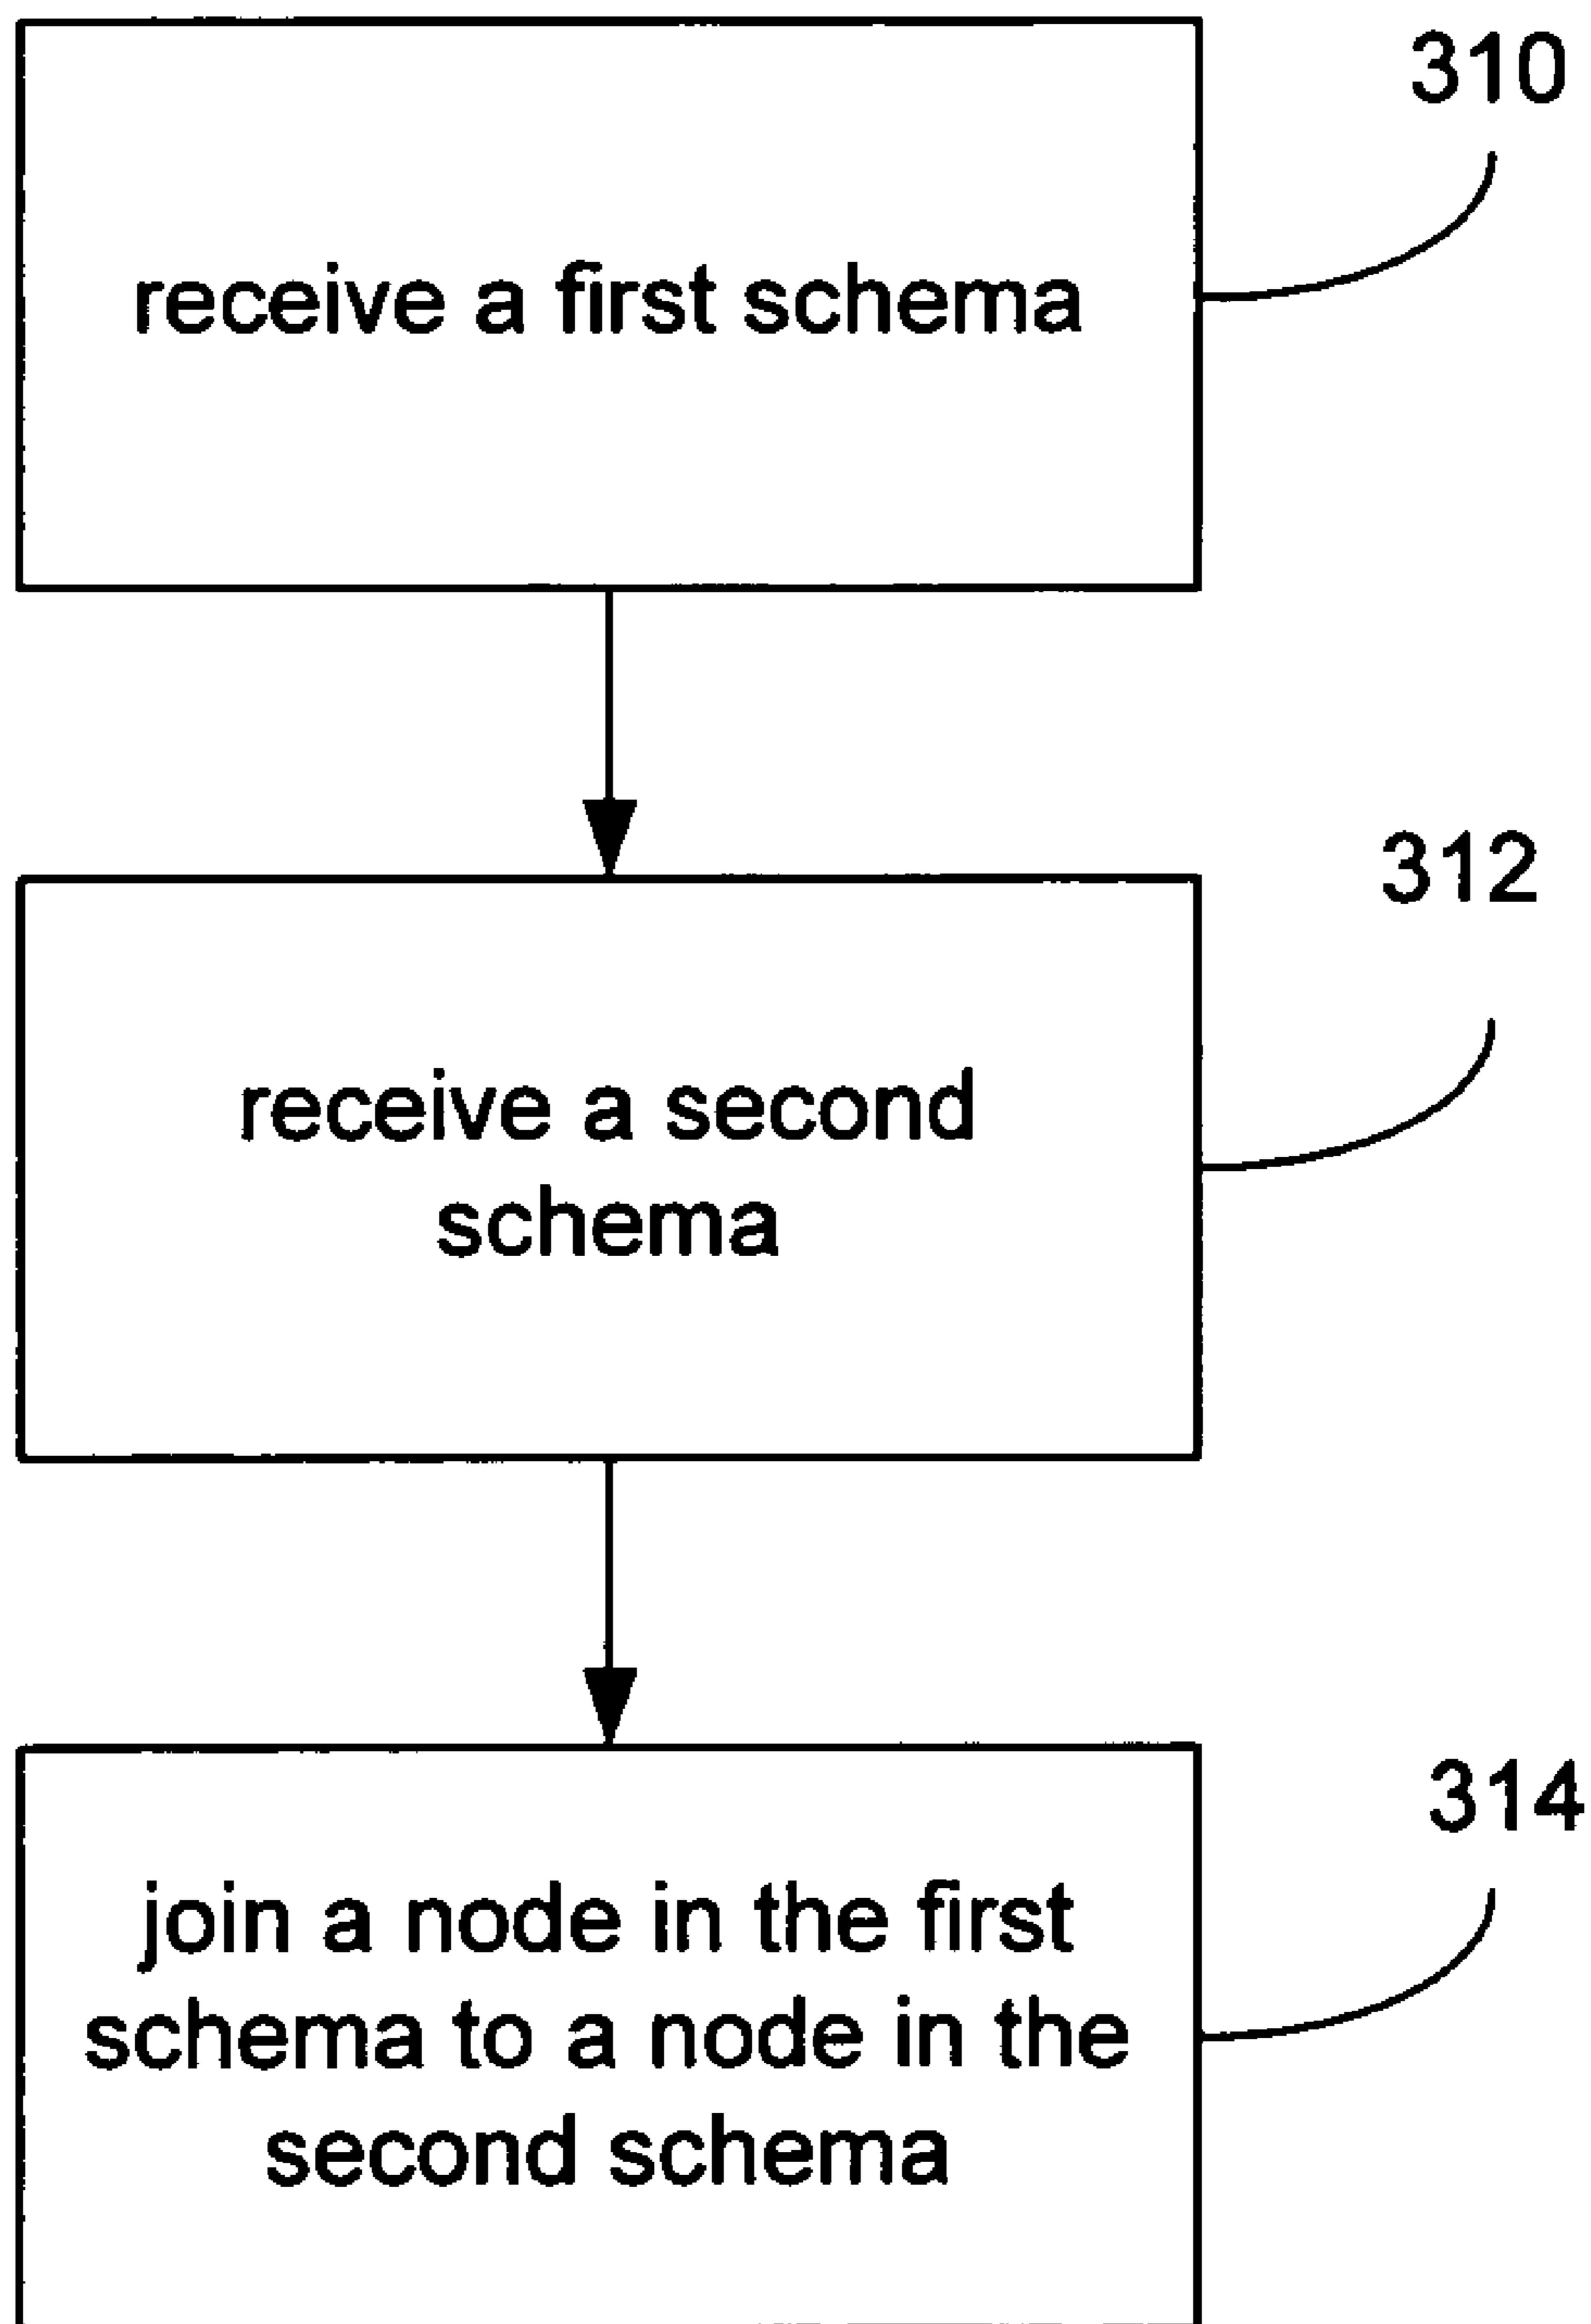 310
receive a first schema
312
receive a second
schema
314
join a node in the first
schema to a node in the
second schema